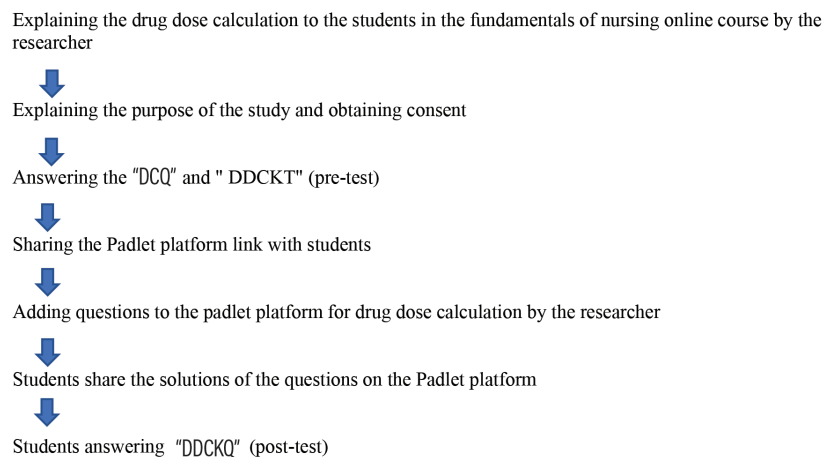 Explaining the drug dose calculation to the students in the fundamentals of nursing online course by the
researcher
Explaining the purpose of the study and obtaining consent
Answering the "DCQ" and " DDCKT" (pre-test)
Sharing the Padlet platform link with students
Adding questions to the padlet platform for drug dose calculation by the researcher
Students share the solutions of the questions on the Padlet platform
Students answering "DDCKQ" (post-test)